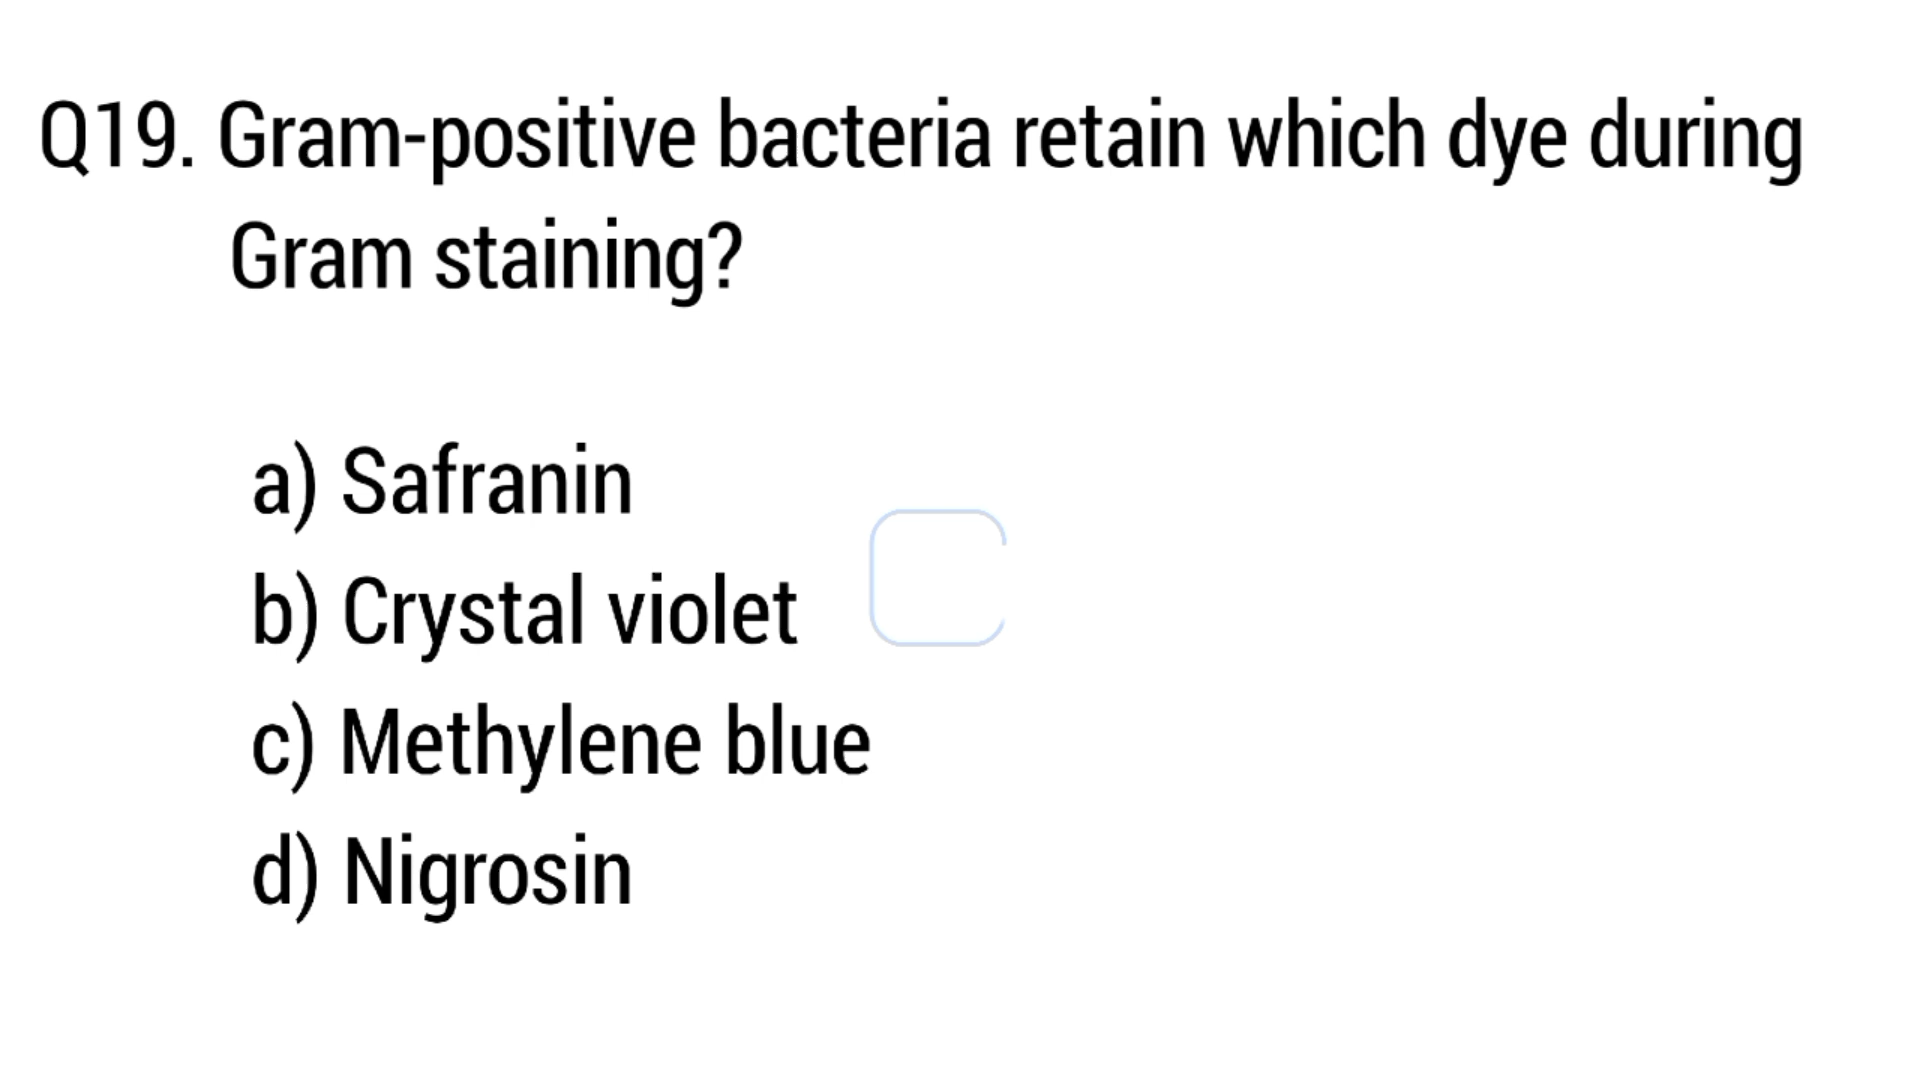 Q19. Gram-positive bacteria retain which dye during
Gram staining?
a) Safranin
b) Crystal violet
c) Methylene blue
d) Nigrosin